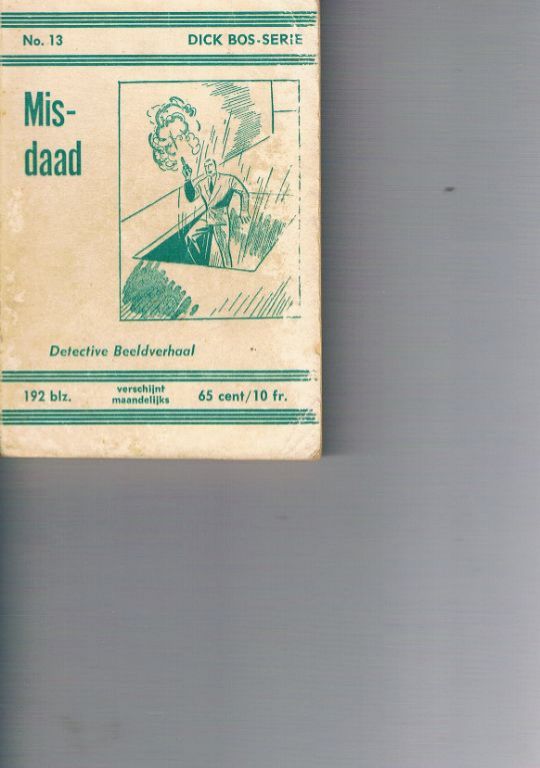 No. 13 DICK BOS-SERIE
Mis-
daad
Detective Beeldverhaal
192 blz. verschijnt maandelijks 65 cent/10 fr.